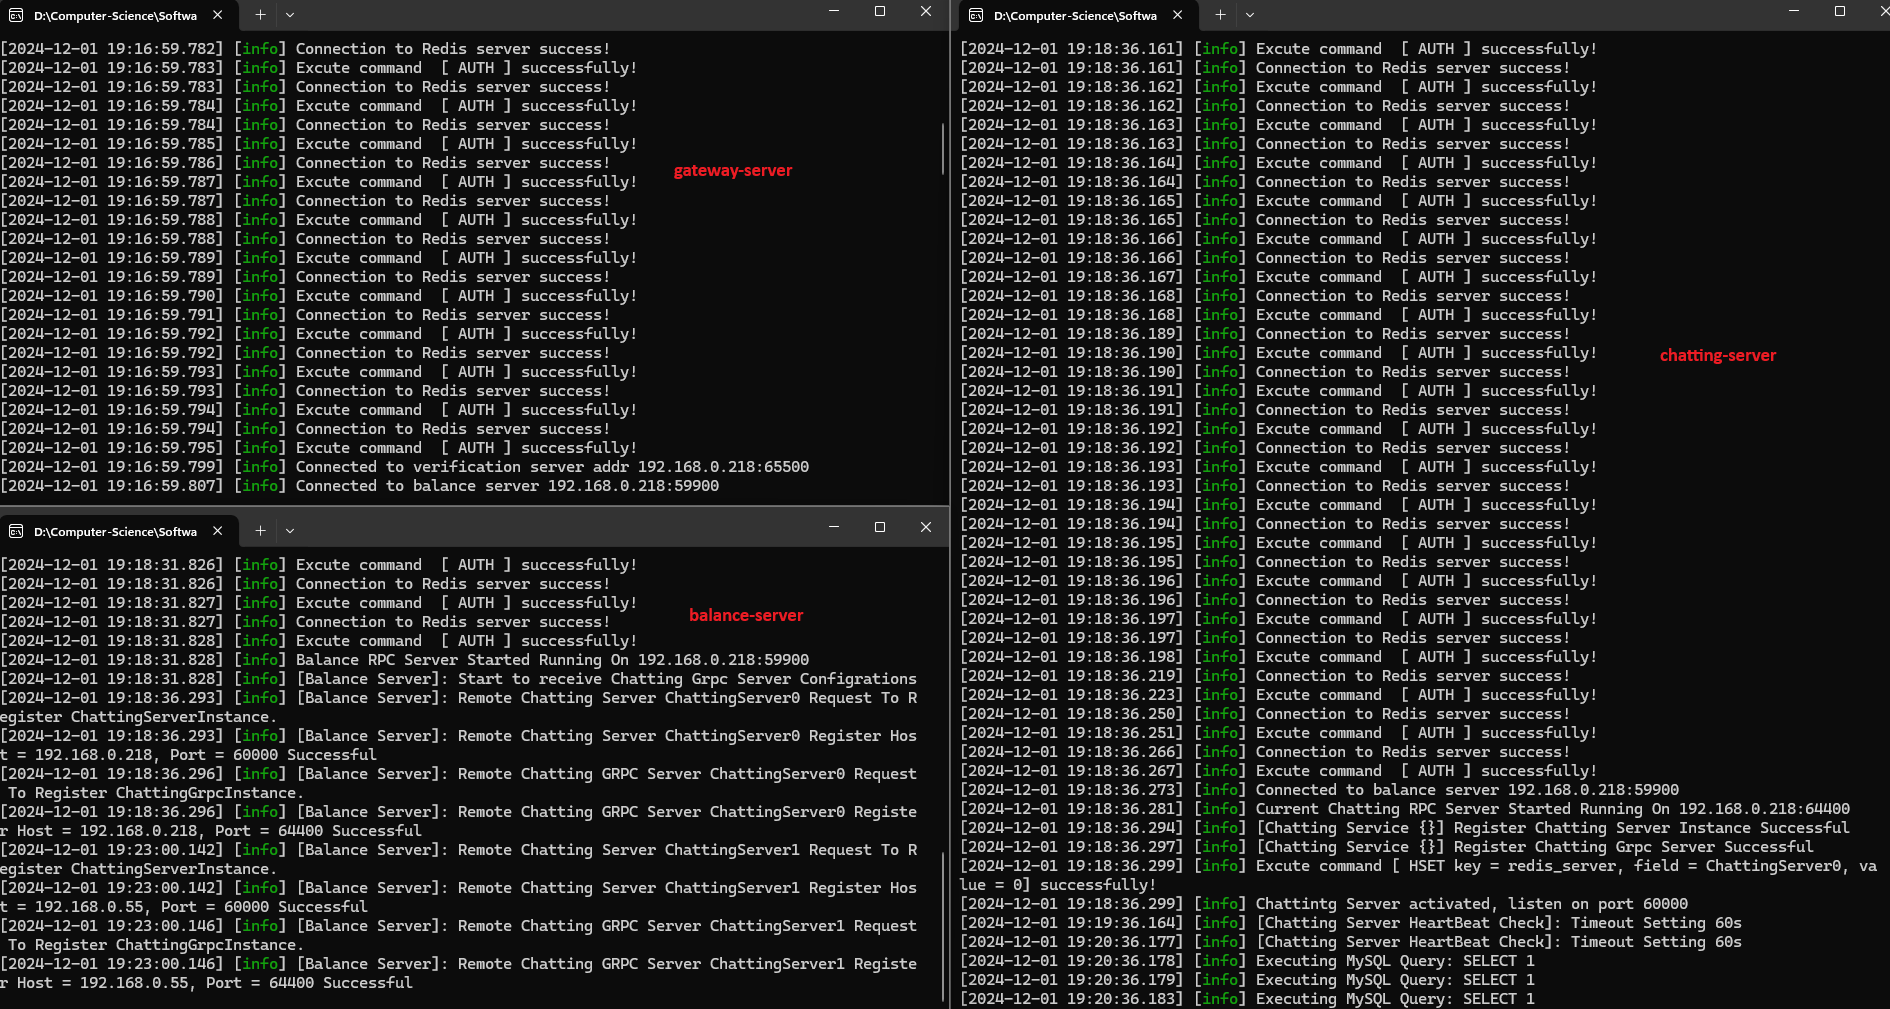 D:\Computer-Science\Softwa
[2024-12-01 19:16:59.782] [info] Connection to Redis server success!
[2024-12-01 19:16:59.783] [info] Excute command  [ AUTH ] successfully!
[2024-12-01 19:16:59.783] [info] Connection to Redis server success!
[2024-12-01 19:16:59.784] [info] Excute command  [ AUTH ] successfully!
[2024-12-01 19:16:59.784] [info] Connection to Redis server success!
[2024-12-01 19:16:59.785] [info] Excute command  [ AUTH ] successfully!
[2024-12-01 19:16:59.786] [info] Connection to Redis server success!
[2024-12-01 19:16:59.787] [info] Excute command  [ AUTH ] successfully!
[2024-12-01 19:16:59.787] [info] Connection to Redis server success!
[2024-12-01 19:16:59.788] [info] Excute command  [ AUTH ] successfully!
[2024-12-01 19:16:59.788] [info] Connection to Redis server success!
[2024-12-01 19:16:59.789] [info] Excute command  [ AUTH ] successfully!
[2024-12-01 19:16:59.789] [info] Connection to Redis server success!
[2024-12-01 19:16:59.790] [info] Excute command  [ AUTH ] successfully!
[2024-12-01 19:16:59.791] [info] Connection to Redis server success!
[2024-12-01 19:16:59.792] [info] Excute command  [ AUTH ] successfully!
[2024-12-01 19:16:59.792] [info] Connection to Redis server success!
[2024-12-01 19:16:59.793] [info] Excute command  [ AUTH ] successfully!
[2024-12-01 19:16:59.793] [info] Connection to Redis server success!
[2024-12-01 19:16:59.794] [info] Excute command  [ AUTH ] successfully!
[2024-12-01 19:16:59.794] [info] Connection to Redis server success!
[2024-12-01 19:16:59.795] [info] Excute command  [ AUTH ] successfully!
[2024-12-01 19:16:59.799] [info] Connected to verification server addr 192.168.0.218:65500
[2024-12-01 19:16:59.807] [info] Connected to balance server 192.168.0.218:59900
gateway-server
D:\Computer-Science\Softwa
[2024-12-01 19:18:31.826] [info] Excute command  [ AUTH ] successfully!
[2024-12-01 19:18:31.826] [info] Connection to Redis server success!
[2024-12-01 19:18:31.827] [info] Excute command  [ AUTH ] successfully!
[2024-12-01 19:18:31.827] [info] Connection to Redis server success!
[2024-12-01 19:18:31.828] [info] Excute command  [ AUTH ] successfully!
[2024-12-01 19:18:31.828] [info] Balance RPC Server Started Running On 192.168.0.218:59900
[2024-12-01 19:18:31.828] [info] [Balance Server]: Start to receive Chatting Grpc Server Configrations
[2024-12-01 19:18:36.293] [info] [Balance Server]: Remote Chatting Server ChattingServer0 Request To R
egister ChattingServerInstance.
[2024-12-01 19:18:36.293] [info] [Balance Server]: Remote Chatting Server ChattingServer0 Register Hos
t = 192.168.0.218, Port = 60000 Successful
[2024-12-01 19:18:36.296] [info] [Balance Server]: Remote Chatting GRPC Server ChattingServer0 Request
 To Register ChattingGrpcInstance.
[2024-12-01 19:18:36.296] [info] [Balance Server]: Remote Chatting GRPC Server ChattingServer0 Registe
r Host = 192.168.0.218, Port = 64400 Successful
[2024-12-01 19:23:00.142] [info] [Balance Server]: Remote Chatting Server ChattingServer1 Request To R
egister ChattingServerInstance.
[2024-12-01 19:23:00.142] [info] [Balance Server]: Remote Chatting Server ChattingServer1 Register Hos
t = 192.168.0.55, Port = 60000 Successful
[2024-12-01 19:23:00.146] [info] [Balance Server]: Remote Chatting GRPC Server ChattingServer1 Request
 To Register ChattingGrpcInstance.
[2024-12-01 19:23:00.146] [info] [Balance Server]: Remote Chatting GRPC Server ChattingServer1 Registe
r Host = 192.168.0.55, Port = 64400 Successful
balance-server
D:\Computer-Science\Softwa
[2024-12-01 19:18:36.161] [info] Excute command  [ AUTH ] successfully!
[2024-12-01 19:18:36.161] [info] Connection to Redis server success!
[2024-12-01 19:18:36.162] [info] Excute command  [ AUTH ] successfully!
[2024-12-01 19:18:36.162] [info] Connection to Redis server success!
[2024-12-01 19:18:36.163] [info] Excute command  [ AUTH ] successfully!
[2024-12-01 19:18:36.163] [info] Connection to Redis server success!
[2024-12-01 19:18:36.164] [info] Excute command  [ AUTH ] successfully!
[2024-12-01 19:18:36.164] [info] Connection to Redis server success!
[2024-12-01 19:18:36.165] [info] Excute command  [ AUTH ] successfully!
[2024-12-01 19:18:36.165] [info] Connection to Redis server success!
[2024-12-01 19:18:36.166] [info] Excute command  [ AUTH ] successfully!
[2024-12-01 19:18:36.166] [info] Connection to Redis server success!
[2024-12-01 19:18:36.167] [info] Excute command  [ AUTH ] successfully!
[2024-12-01 19:18:36.168] [info] Connection to Redis server success!
[2024-12-01 19:18:36.168] [info] Excute command  [ AUTH ] successfully!
[2024-12-01 19:18:36.189] [info] Connection to Redis server success!
[2024-12-01 19:18:36.190] [info] Excute command  [ AUTH ] successfully!
[2024-12-01 19:18:36.190] [info] Connection to Redis server success!
[2024-12-01 19:18:36.191] [info] Excute command  [ AUTH ] successfully!
[2024-12-01 19:18:36.191] [info] Connection to Redis server success!
[2024-12-01 19:18:36.192] [info] Excute command  [ AUTH ] successfully!
[2024-12-01 19:18:36.192] [info] Connection to Redis server success!
[2024-12-01 19:18:36.193] [info] Excute command  [ AUTH ] successfully!
[2024-12-01 19:18:36.193] [info] Connection to Redis server success!
[2024-12-01 19:18:36.194] [info] Excute command  [ AUTH ] successfully!
[2024-12-01 19:18:36.194] [info] Connection to Redis server success!
[2024-12-01 19:18:36.195] [info] Excute command  [ AUTH ] successfully!
[2024-12-01 19:18:36.195] [info] Connection to Redis server success!
[2024-12-01 19:18:36.196] [info] Excute command  [ AUTH ] successfully!
[2024-12-01 19:18:36.196] [info] Connection to Redis server success!
[2024-12-01 19:18:36.197] [info] Excute command  [ AUTH ] successfully!
[2024-12-01 19:18:36.197] [info] Connection to Redis server success!
[2024-12-01 19:18:36.198] [info] Excute command  [ AUTH ] successfully!
[2024-12-01 19:18:36.219] [info] Connection to Redis server success!
[2024-12-01 19:18:36.223] [info] Excute command  [ AUTH ] successfully!
[2024-12-01 19:18:36.250] [info] Connection to Redis server success!
[2024-12-01 19:18:36.251] [info] Excute command  [ AUTH ] successfully!
[2024-12-01 19:18:36.266] [info] Connection to Redis server success!
[2024-12-01 19:18:36.267] [info] Excute command  [ AUTH ] successfully!
[2024-12-01 19:18:36.273] [info] Connected to balance server 192.168.0.218:59900
[2024-12-01 19:18:36.281] [info] Current Chatting RPC Server Started Running On 192.168.0.218:64400
[2024-12-01 19:18:36.294] [info] [Chatting Service {}] Register Chatting Server Instance Successful
[2024-12-01 19:18:36.297] [info] [Chatting Service {}] Register Chatting Grpc Server Successful
[2024-12-01 19:18:36.299] [info] Excute command [ HSET key = redis_server, field = ChattingServer0, va
lue = 0] successfully!
[2024-12-01 19:18:36.299] [info] Chattintg Server activated, listen on port 60000
[2024-12-01 19:19:36.164] [info] [Chatting Server HeartBeat Check]: Timeout Setting 60s
[2024-12-01 19:20:36.177] [info] [Chatting Server HeartBeat Check]: Timeout Setting 60s
[2024-12-01 19:20:36.178] [info] Executing MySQL Query: SELECT 1
[2024-12-01 19:20:36.179] [info] Executing MySQL Query: SELECT 1
[2024-12-01 19:20:36.183] [info] Executing MySQL Query: SELECT 1
chatting-server